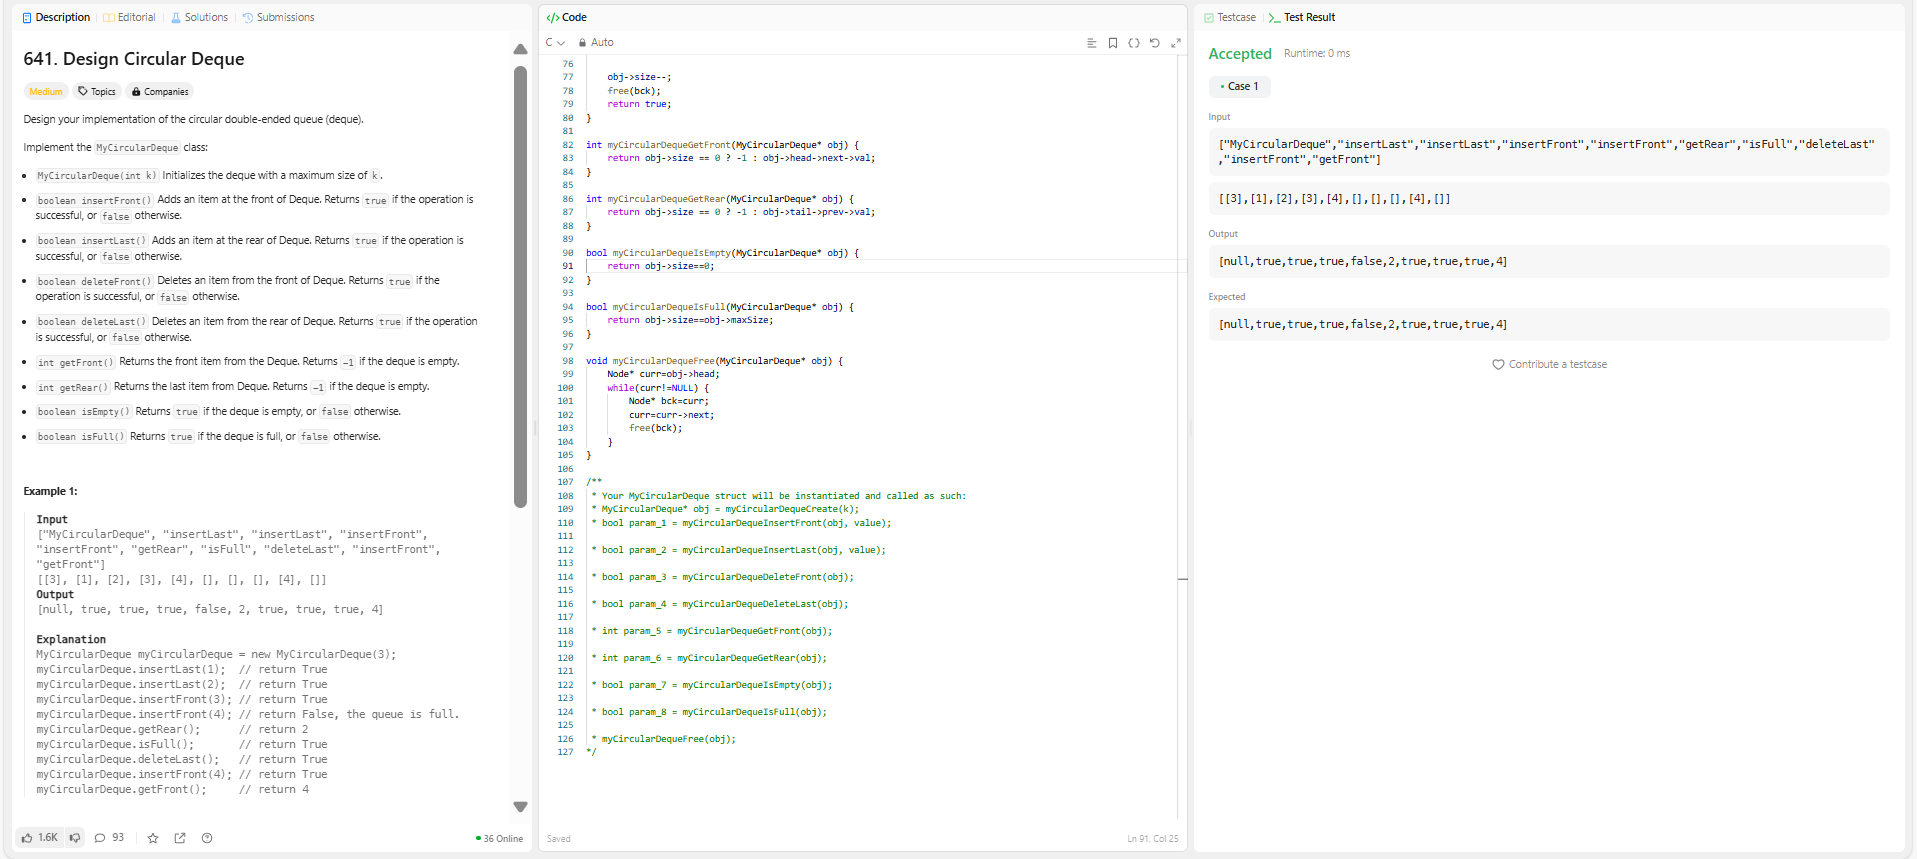 Description
Editorial
Solutions
Submissions
641. Design Circular Deque
Medium
Topics
Companies
Design your implementation of the circular double-ended queue (deque).
Implement the MyCircularDeque class:
MyCircularDeque(int k) Initializes the deque with a maximum size of k.
boolean insertFront() Adds an item at the front of Deque. Returns true if the operation is
successful, or false otherwise.
boolean insertLast() Adds an item at the rear of Deque. Returns true if the operation is
successful, or false otherwise.
boolean deleteFront() Deletes an item from the front of Deque. Returns true if the
operation is successful, or false otherwise.
boolean deleteLast() Deletes an item from the rear of Deque. Returns true if the operation
is successful, or false otherwise.
int getFront() Returns the front item from the Deque. Returns -1 if the deque is empty.
int getRear() Returns the last item from Deque. Returns -1 if the deque is empty.
boolean isEmpty() Returns true if the deque is empty, or false otherwise.
boolean isFull() Returns true if the deque is full, or false otherwise.
Example 1:
Input
["MyCircularDeque", "insertLast", "insertLast", "insertFront",
"insertFront", "getRear", "isFull", "deleteLast", "insertFront",
"getFront"]
[[3], [1], [2], [3], [4], [], [], [], [4], []]
Output
[null, true, true, true, false, 2, true, true, true, 4]
Explanation
MyCircularDeque myCircularDeque = new MyCircularDeque(3);
myCircularDeque.insertLast(1);  // return True
myCircularDeque.insertLast(2);  // return True
myCircularDeque.insertFront(3); // return True
myCircularDeque.insertFront(4); // return False, the queue is full.
myCircularDeque.getRear();      // return 2
myCircularDeque.isFull();       // return True
myCircularDeque.deleteLast();   // return True
myCircularDeque.insertFront(4); // return True
myCircularDeque.getFront();     // return 4
1.6K
93
36 Online
</> Code
C
Auto
76
77 obj->size--;
78 free(bck);
79 return true;
80 }
81
82 int myCircularDequeGetFront(MyCircularDeque* obj) {
83 return obj->size == 0 ? -1 : obj->head->next->val;
84 }
85
86 int myCircularDequeGetRear(MyCircularDeque* obj) {
87 return obj->size == 0 ? -1 : obj->tail->prev->val;
88 }
89
90 bool myCircularDequeIsEmpty(MyCircularDeque* obj) {
91 return obj->size==0;
92 }
93
94 bool myCircularDequeIsFull(MyCircularDeque* obj) {
95 return obj->size==obj->maxSize;
96 }
97
98 void myCircularDequeFree(MyCircularDeque* obj) {
99 Node* curr=obj->head;
100 while(curr!=NULL) {
101 Node* bck=curr;
102 curr=curr->next;
103 free(bck);
104 }
105 }
106
107 /**
108 * Your MyCircularDeque struct will be instantiated and called as such:
109 * MyCircularDeque* obj = myCircularDequeCreate(k);
110 * bool param_1 = myCircularDequeInsertFront(obj, value);
111
112 * bool param_2 = myCircularDequeInsertLast(obj, value);
113
114 * bool param_3 = myCircularDequeDeleteFront(obj);
115
116 * bool param_4 = myCircularDequeDeleteLast(obj);
117
118 * int param_5 = myCircularDequeGetFront(obj);
119
120 * int param_6 = myCircularDequeGetRear(obj);
121
122 * bool param_7 = myCircularDequeIsEmpty(obj);
123
124 * bool param_8 = myCircularDequeIsFull(obj);
125
126 * myCircularDequeFree(obj);
127 */
Saved
Ln 91, Col 25
Testcase
Test Result
Accepted
Runtime: 0 ms
Case 1
Input
["MyCircularDeque","insertLast","insertLast","insertFront","insertFront","getRear","isFull","deleteLast"
,"insertFront","getFront"]
[[3],[1],[2],[3],[4],[],[],[],[4],[]]
Output
[null,true,true,true,false,2,true,true,true,4]
Expected
[null,true,true,true,false,2,true,true,true,4]
Contribute a testcase